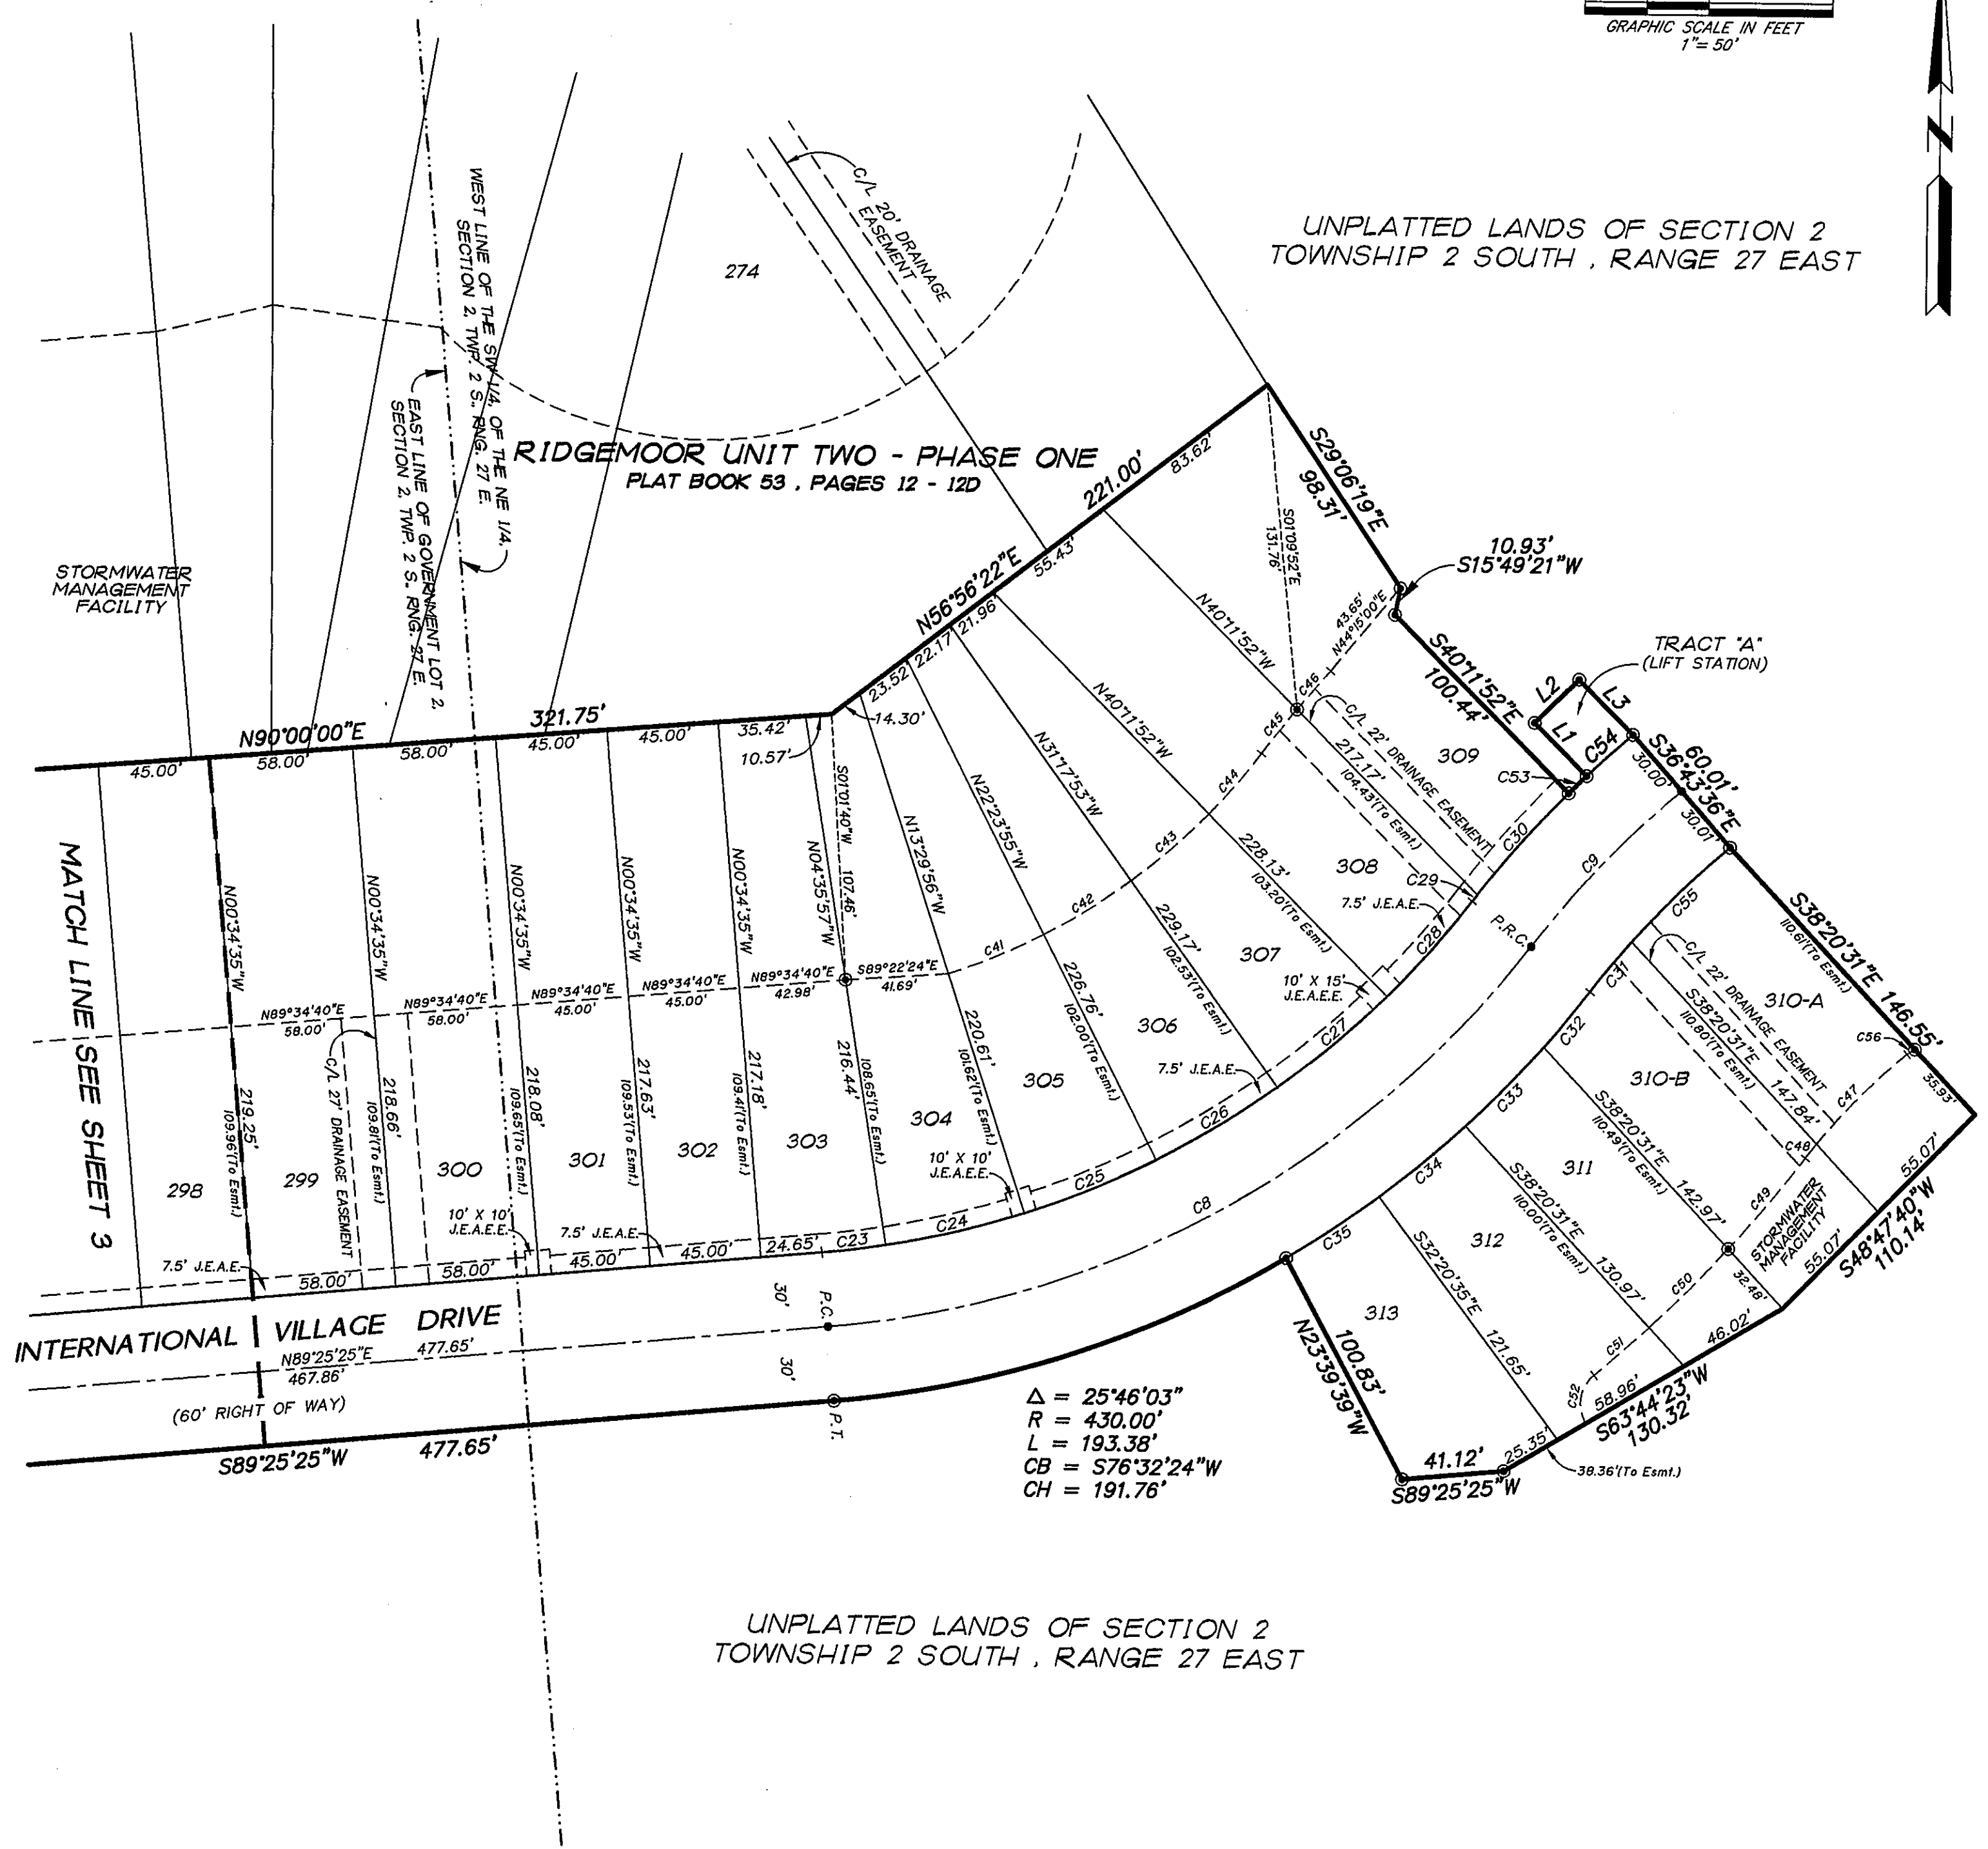 GRAPHIC SCALE IN FEET
1"= 50'
N
UNPLATTED LANDS OF SECTION 2
TOWNSHIP 2 SOUTH , RANGE 27 EAST
WEST LINE OF THE SW 1/4, OF THE NE 1/4,
SECTION 2, TWP. 2 S., RNG. 27 E.
EAST LINE OF GOVERNMENT LOT 2,
SECTION 2, TWP. 2 S. RNG. 27 E.
C/L 20' DRAINAGE
EASEMENT
274
RIDGEMOOR UNIT TWO - PHASE ONE
PLAT BOOK 53 , PAGES 12 - 12D
STORMWATER
MANAGEMENT
FACILITY
N90°00'00"E
321.75'
45.00'
58.00'
58.00'
45.00'
45.00'
35.42'
10.57'
14.30'
N56°56'22"E
221.00'
23.52'
22.17'
21.96'
55.43'
83.62'
S29°06'19"E
98.31'
10.93'
S15°49'21"W
S01°09'52"E
131.76'
43.65'
N44°15'00"E
S40°11'52"E
100.44'
TRACT "A"
(LIFT STATION)
L2
L3
L1
C54
C53
S36°43'36"E
60.01'
30.00'
30.01'
MATCH LINE SEE SHEET 3
N00°34'35"W
219.25'
109.96'(To Esmt.)
N00°34'35"W
218.66'
109.81'(To Esmt.)
N00°34'35"W
218.08'
109.65'(To Esmt.)
N00°34'35"W
217.63'
109.53'(To Esmt.)
N00°34'35"W
217.18'
109.41'(To Esmt.)
N04°35'57"W
216.44'
108.65'(To Esmt.)
S01°01'40"W
107.46'
N13°29'56"W
220.61'
101.62'(To Esmt.)
N22°23'55"W
226.76'
102.00'(To Esmt.)
N31°17'53"W
229.17'
102.53'(To Esmt.)
N40°11'52"W
228.13'
103.20'(To Esmt.)
N40°11'52"W
217.17'
104.43'(To Esmt.)
C/L 22' DRAINAGE EASEMENT
N89°34'40"E
58.00'
N89°34'40"E
58.00'
N89°34'40"E
45.00'
N89°34'40"E
45.00'
N89°34'40"E
42.98'
S89°22'24"E
41.69'
C41
C42
C43
C44
C45
C46
298
299
300
301
302
303
304
305
306
307
308
309
C/L 27' DRAINAGE EASEMENT
10' X 10'
J.E.A.E.E.
7.5' J.E.A.E.
7.5' J.E.A.E.
10' X 10'
J.E.A.E.E.
7.5' J.E.A.E.
10' X 15'
J.E.A.E.E.
7.5' J.E.A.E.
58.00'
58.00'
45.00'
45.00'
24.65'
C23
C24
C25
C26
C27
C28
C29
C30
C8
C9
P.R.C.
P.C.
P.T.
30'
30'
INTERNATIONAL VILLAGE DRIVE
N89°25'25"E 477.65'
467.86'
(60' RIGHT OF WAY)
S89°25'25"W 477.65'
Δ = 25°46'03"
R = 430.00'
L = 193.38'
CB = S76°32'24"W
CH = 191.76'
C55
C31
C32
C33
C34
C35
S38°20'31"E 146.55'
110.61'(To Esmt.)
310-A
C56
35.93'
C/L 22' DRAINAGE EASEMENT
S38°20'31"E 147.84'
110.80'(To Esmt.)
310-B
C47
C48
C49
C50
C51
C52
S38°20'31"E 142.97'
110.49'(To Esmt.)
311
S38°20'31"E 130.97'
110.00'(To Esmt.)
312
S32°20'35"E 121.65'
313
STORMWATER
MANAGEMENT
FACILITY
32.48'
55.07'
55.07'
S48°47'40"W
110.14'
46.02'
58.96'
S63°44'23"W
130.32'
25.35'
38.36'(To Esmt.)
N23°39'39"W
100.83'
41.12'
S89°25'25"W
UNPLATTED LANDS OF SECTION 2
TOWNSHIP 2 SOUTH , RANGE 27 EAST